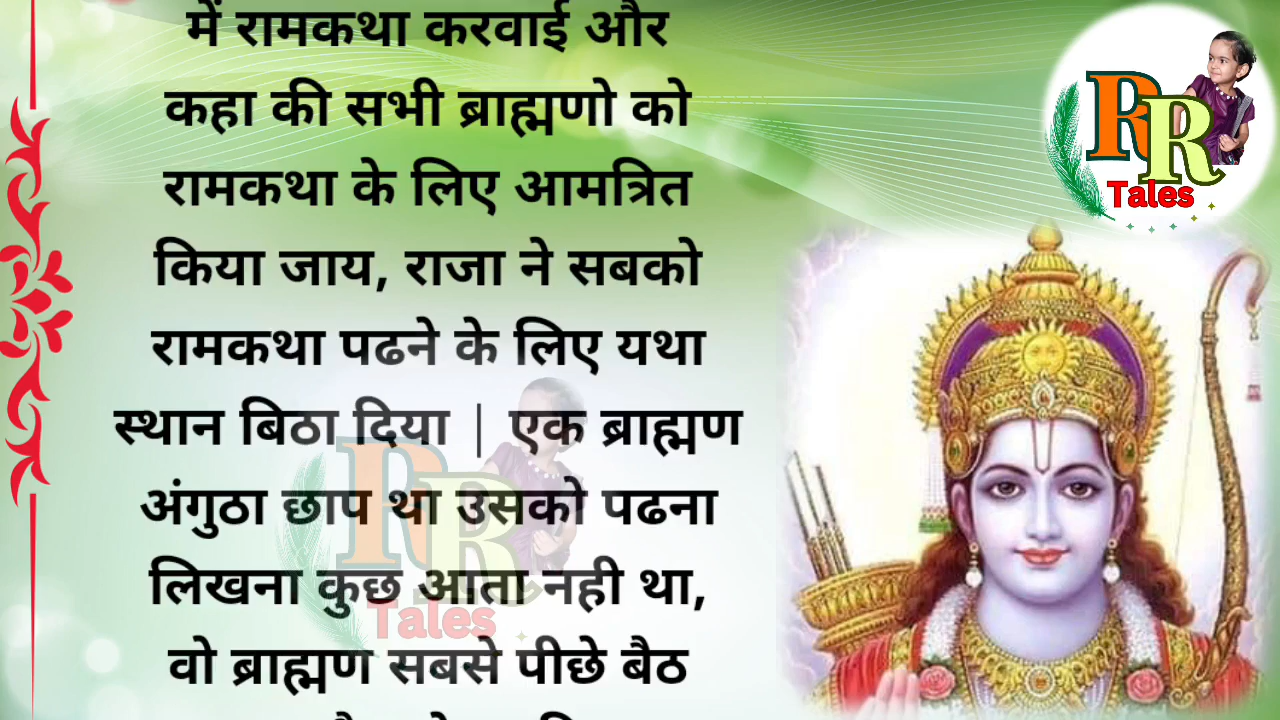 में रामकथा करवाई और
कहा की सभी ब्राह्मणो को
रामकथा के लिए आमत्रित
किया जाय, राजा ने सबको
रामकथा पढने के लिए यथा
स्थान बिठा दिया | एक ब्राह्मण
अंगुठा छाप था उसको पढना
लिखना कुछ आता नही था,
वो ब्राह्मण सबसे पीछे बैठ
RR
Tales
RR
Tales